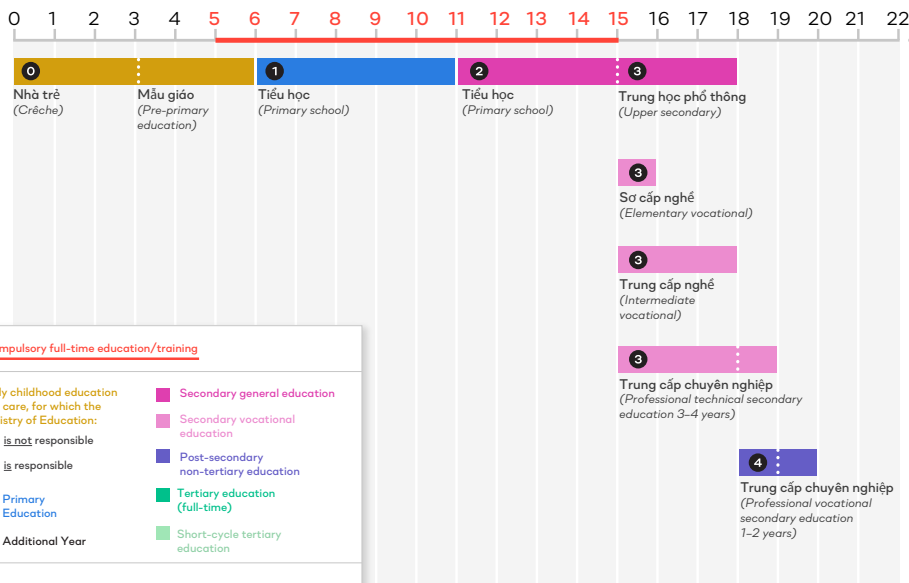 0 1 2 3 4 5 6 7 8 9 10 11 12 13 14 15 16 17 18 19 20 21 22
0
1
2
3
Nhà trẻ
(Crêche)
Mẫu giáo
(Pre-primary
education)
Tiểu học
(Primary school)
Tiểu học
(Primary school)
Trung học phổ thông
(Upper secondary)
3
Sơ cấp nghề
(Elementary vocational)
3
Trung cấp nghề
(Intermediate
vocational)
3
Trung cấp chuyên nghiệp
(Professional technical secondary
education 3–4 years)
4
Trung cấp chuyên nghiệp
(Professional vocational
secondary education
1–2 years)
mpulsory full-time education/training
ly childhood education
care, for which the
istry of Education:
is not responsible
is responsible
Primary
Education
Additional Year
Secondary general education
Secondary vocational
education
Post-secondary
non-tertiary education
Tertiary education
(full-time)
Short-cycle tertiary
education